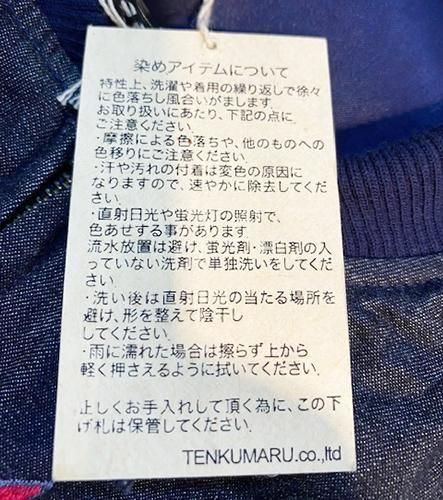 染めアイテムについて
特性上、洗濯や着用の繰り返しで徐々
に色落ちし風合いがまします.
お取り扱いにあたり、下記の点に
ご注意ください.
・摩擦による色落ちや、他のものへの
色移りにご注意ください.
・汗や汚れの付着は変色の原因に
なりますので、速やかに除去してくだ
さい.
・直射日光や蛍光灯の照射で、
色あせする事があります.
流水放置は避け、蛍光剤・漂白剤の入
っていない洗剤で単独洗いをしてくだ
さい.
・洗い後は直射日光の当たる場所を
避け、形を整えて陰干し
してください.
・雨に濡れた場合は擦らず上から
軽く押さえるように拭いてください.
正しくお手入れして頂く為に、この下
げ札は保管してください.
TENKUMARU.co.,ltd